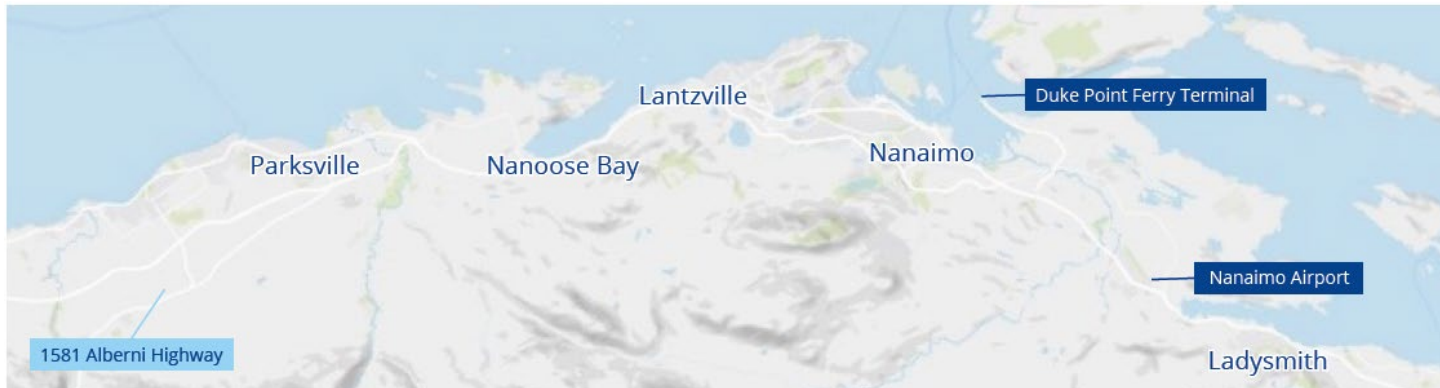 Lantzville
Duke Point Ferry Terminal
Parksville
Nanoose Bay
Nanaimo
Nanaimo Airport
1581 Alberni Highway
Ladysmith